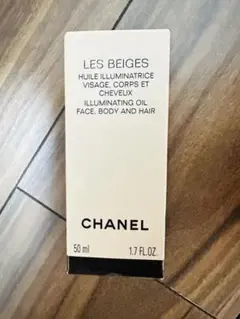 LES BEIGES
HUILE ILLUMINATRICE
VISAGE, CORPS ET
CHEVEUX
ILLUMINATING OIL
FACE, BODY AND HAIR
CHANEL
50 ml 1.7 FL.OZ.